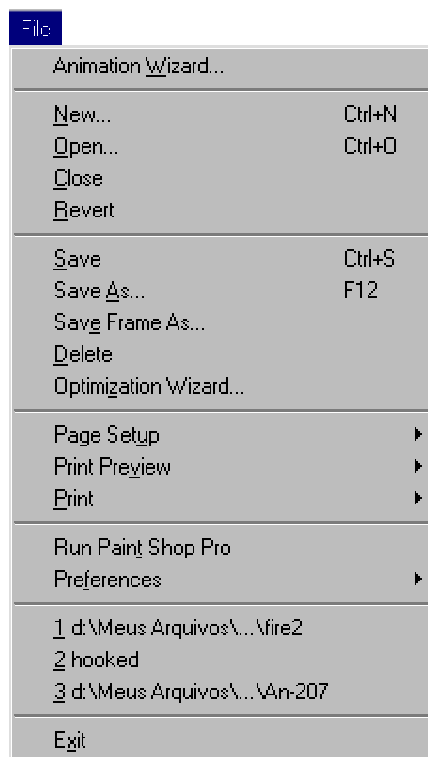 File
Animation Wizard...
New... Ctrl+N
Open... Ctrl+O
Close
Revert
Save Ctrl+S
Save As... F12
Save Frame As...
Delete
Optimization Wizard...
Page Setup
Print Preview
Print
Run Paint Shop Pro
Preferences
1 d:\Meus Arquivos\...\fire2
2 hooked
3 d:\Meus Arquivos\...\An-207
Exit